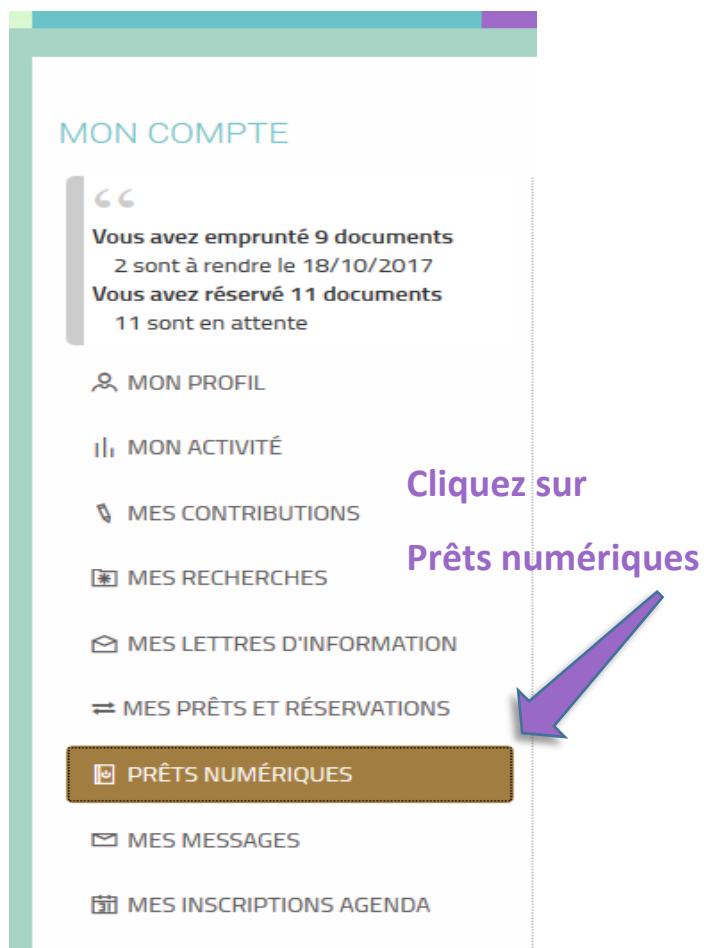 MON COMPTE
Vous avez emprunté 9 documents
2 sont à rendre le 18/10/2017
Vous avez réservé 11 documents
11 sont en attente
MON PROFIL
MON ACTIVITÉ
Cliquez sur
MES CONTRIBUTIONS
Prêts numériques
MES RECHERCHES
MES LETTRES D'INFORMATION
MES PRÊTS ET RÉSERVATIONS
PRÊTS NUMÉRIQUES
MES MESSAGES
MES INSCRIPTIONS AGENDA